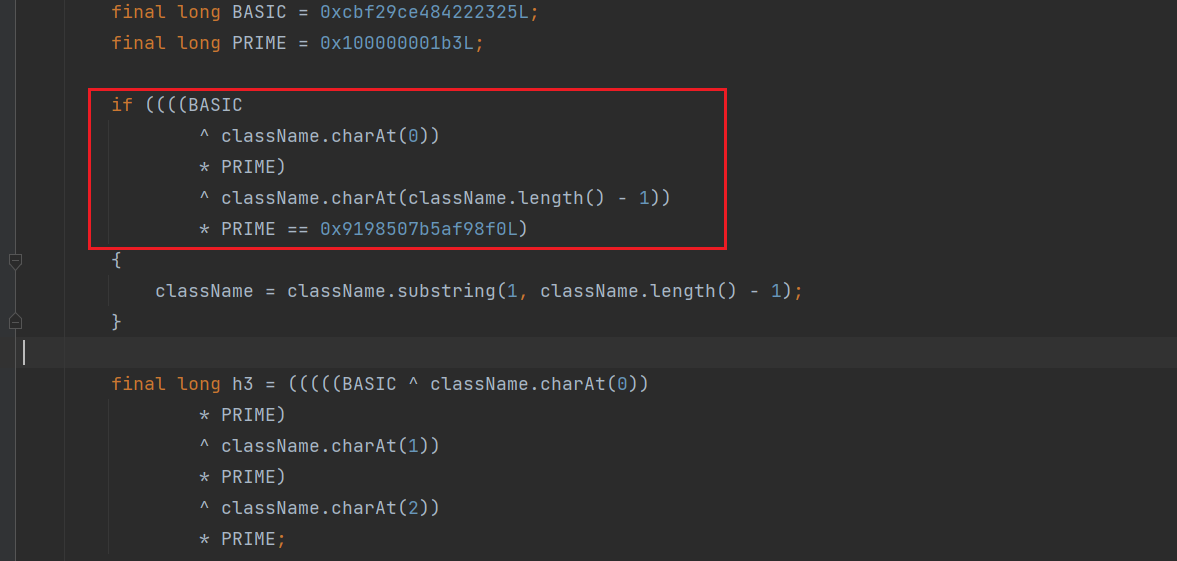 final long BASIC = 0xcbf29ce484222325L;
final long PRIME = 0x100000001b3L;
if ((((BASIC
^ className.charAt(0))
* PRIME)
^ className.charAt(className.length() - 1))
* PRIME == 0x9198507b5af98f0L)
{
className = className.substring(1, className.length() - 1);
}
final long h3 = (((((BASIC ^ className.charAt(0))
* PRIME)
^ className.charAt(1))
* PRIME)
^ className.charAt(2))
* PRIME;